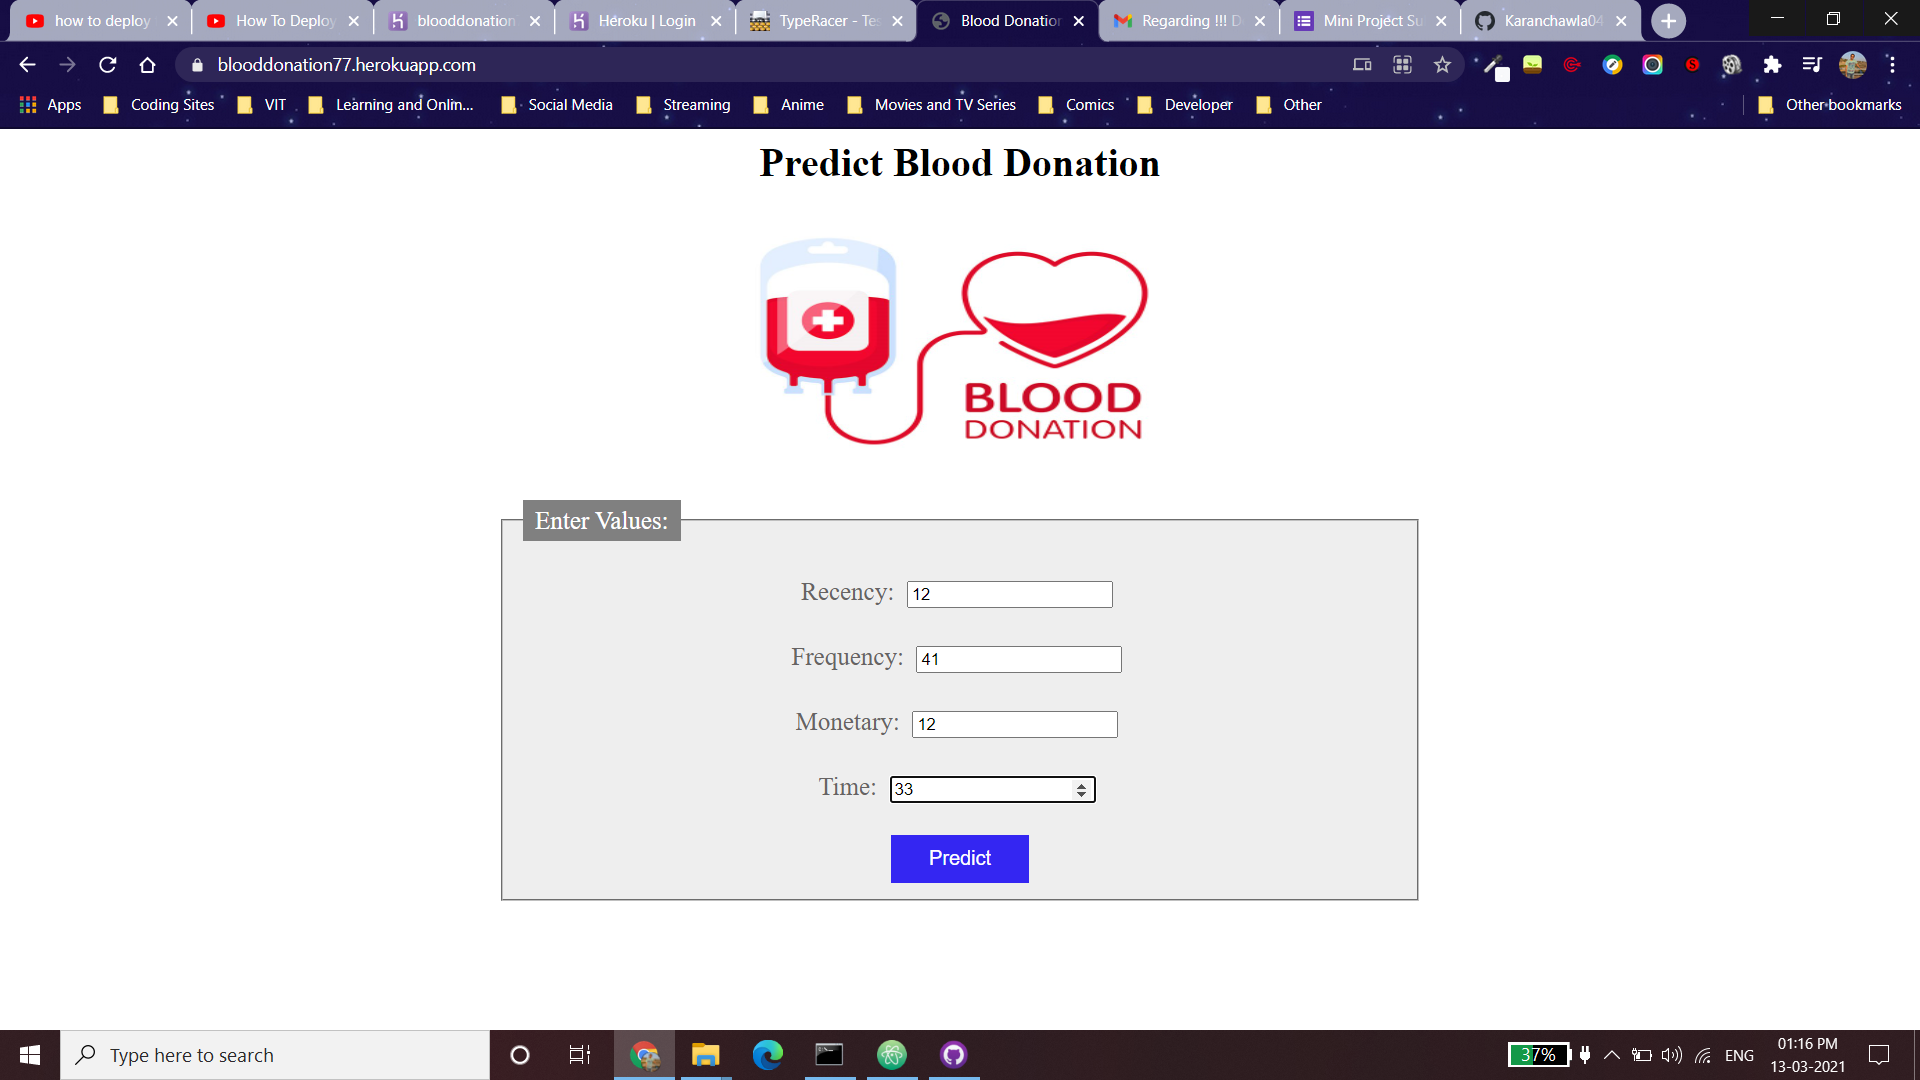 how to deploy
How To Deploy
blooddonation
Heroku | Login
TypeRacer - Tes
Blood Donation
Regarding !!! D
Mini Project Su
Karanchawla04
blooddonation77.herokuapp.com
Apps
Coding Sites
VIT
Learning and Onlin...
Social Media
Streaming
Anime
Movies and TV Series
Comics
Developer
Other
Other bookmarks
Predict Blood Donation
BLOOD
DONATION
Enter Values:
Recency: 12
Frequency: 41
Monetary: 12
Time: 33
Predict
Type here to search
37%
ENG
01:16 PM
13-03-2021